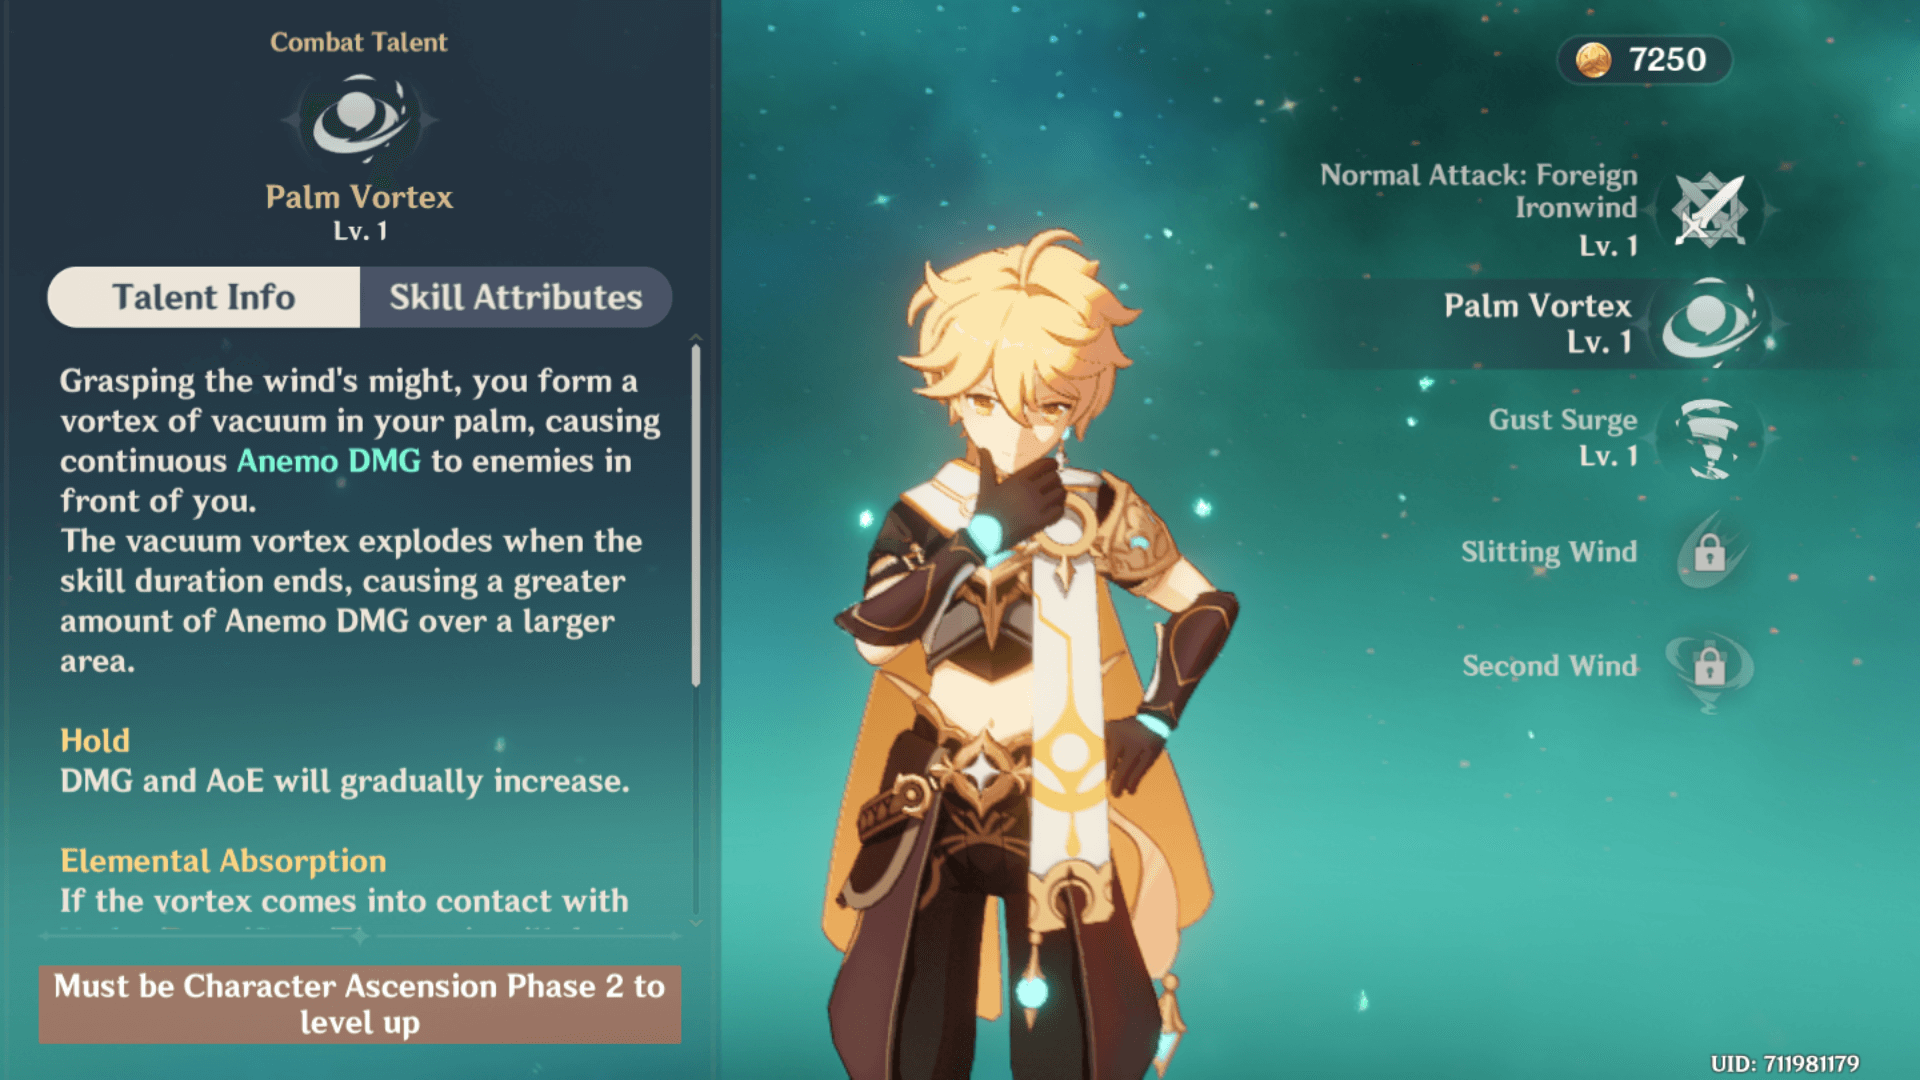 Combat Talent
Palm Vortex
Lv. 1
Talent Info
Skill Attributes
Grasping the wind's might, you form a
vortex of vacuum in your palm, causing
continuous Anemo DMG to enemies in
front of you.
The vacuum vortex explodes when the
skill duration ends, causing a greater
amount of Anemo DMG over a larger
area.
Hold
DMG and AoE will gradually increase.
Elemental Absorption
If the vortex comes into contact with
Must be Character Ascension Phase 2 to
level up
7250
Normal Attack: Foreign
Ironwind
Lv. 1
Palm Vortex
Lv. 1
Gust Surge
Lv. 1
Slitting Wind
Second Wind
UID: 711981179